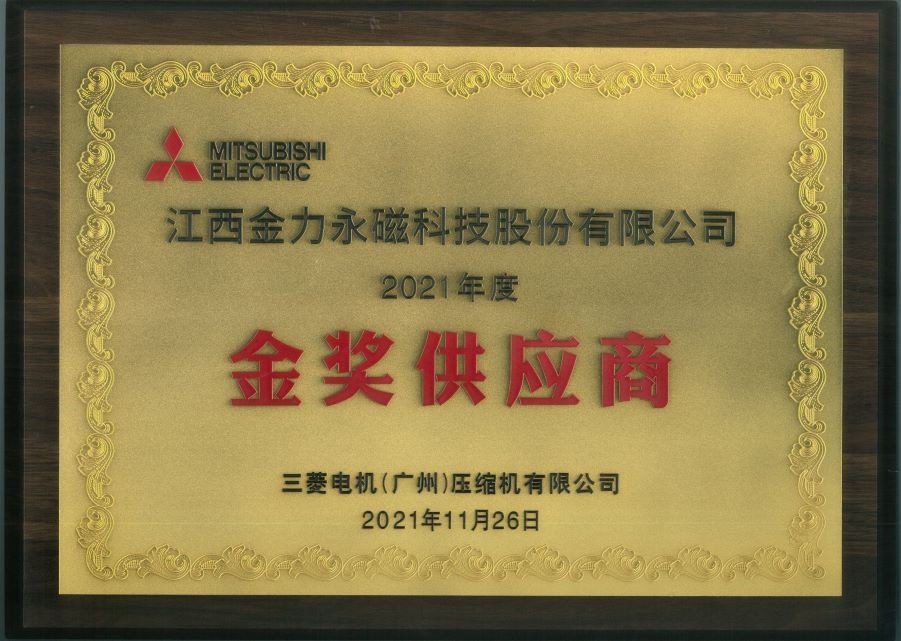 MITSUBISHI
ELECTRIC
江西金力永磁科技股份有限公司
2021年度
金奖供应商
三菱电机(广州)压缩机有限公司
2021年11月26日